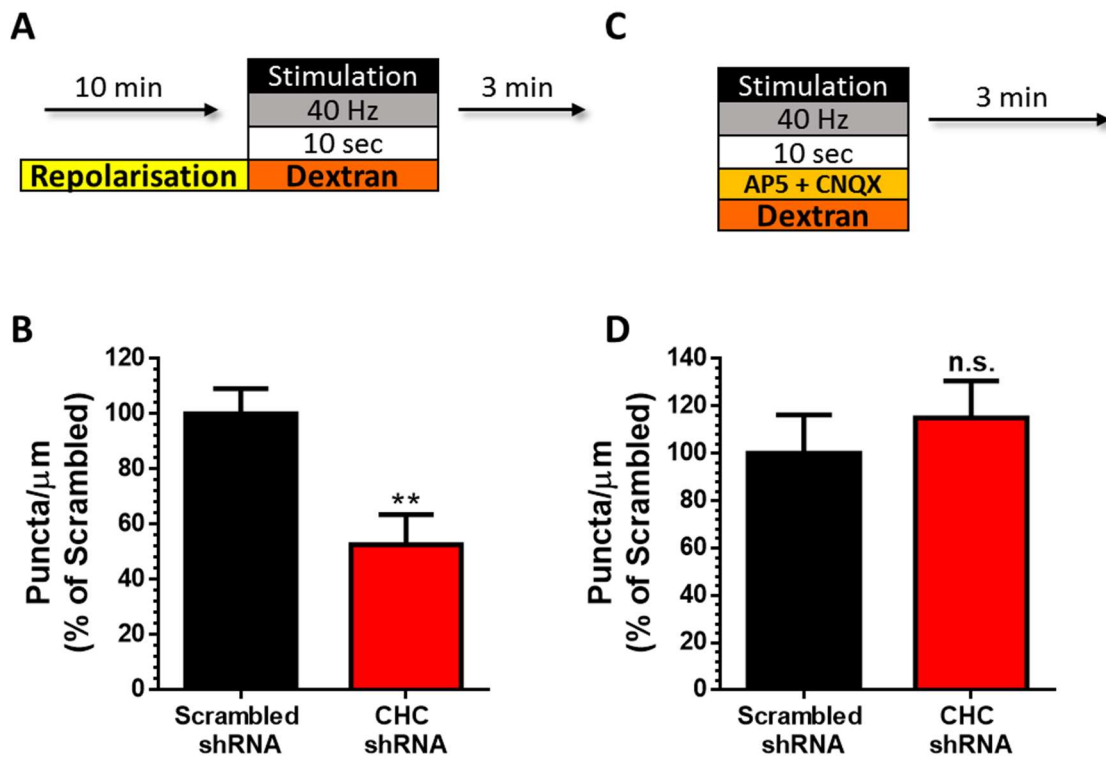 A
10 min
Stimulation
40 Hz
10 sec
Repolarisation
Dextran
3 min
C
Stimulation
40 Hz
10 sec
AP5 + CNQX
Dextran
3 min
B
Puncta/μm
(% of Scrambled)
120
100
80
60
40
20
0
**
Scrambled
shRNA
CHC
shRNA
D
Puncta/μm
(% of Scrambled)
140
120
100
80
60
40
20
0
n.s.
Scrambled
shRNA
CHC
shRNA